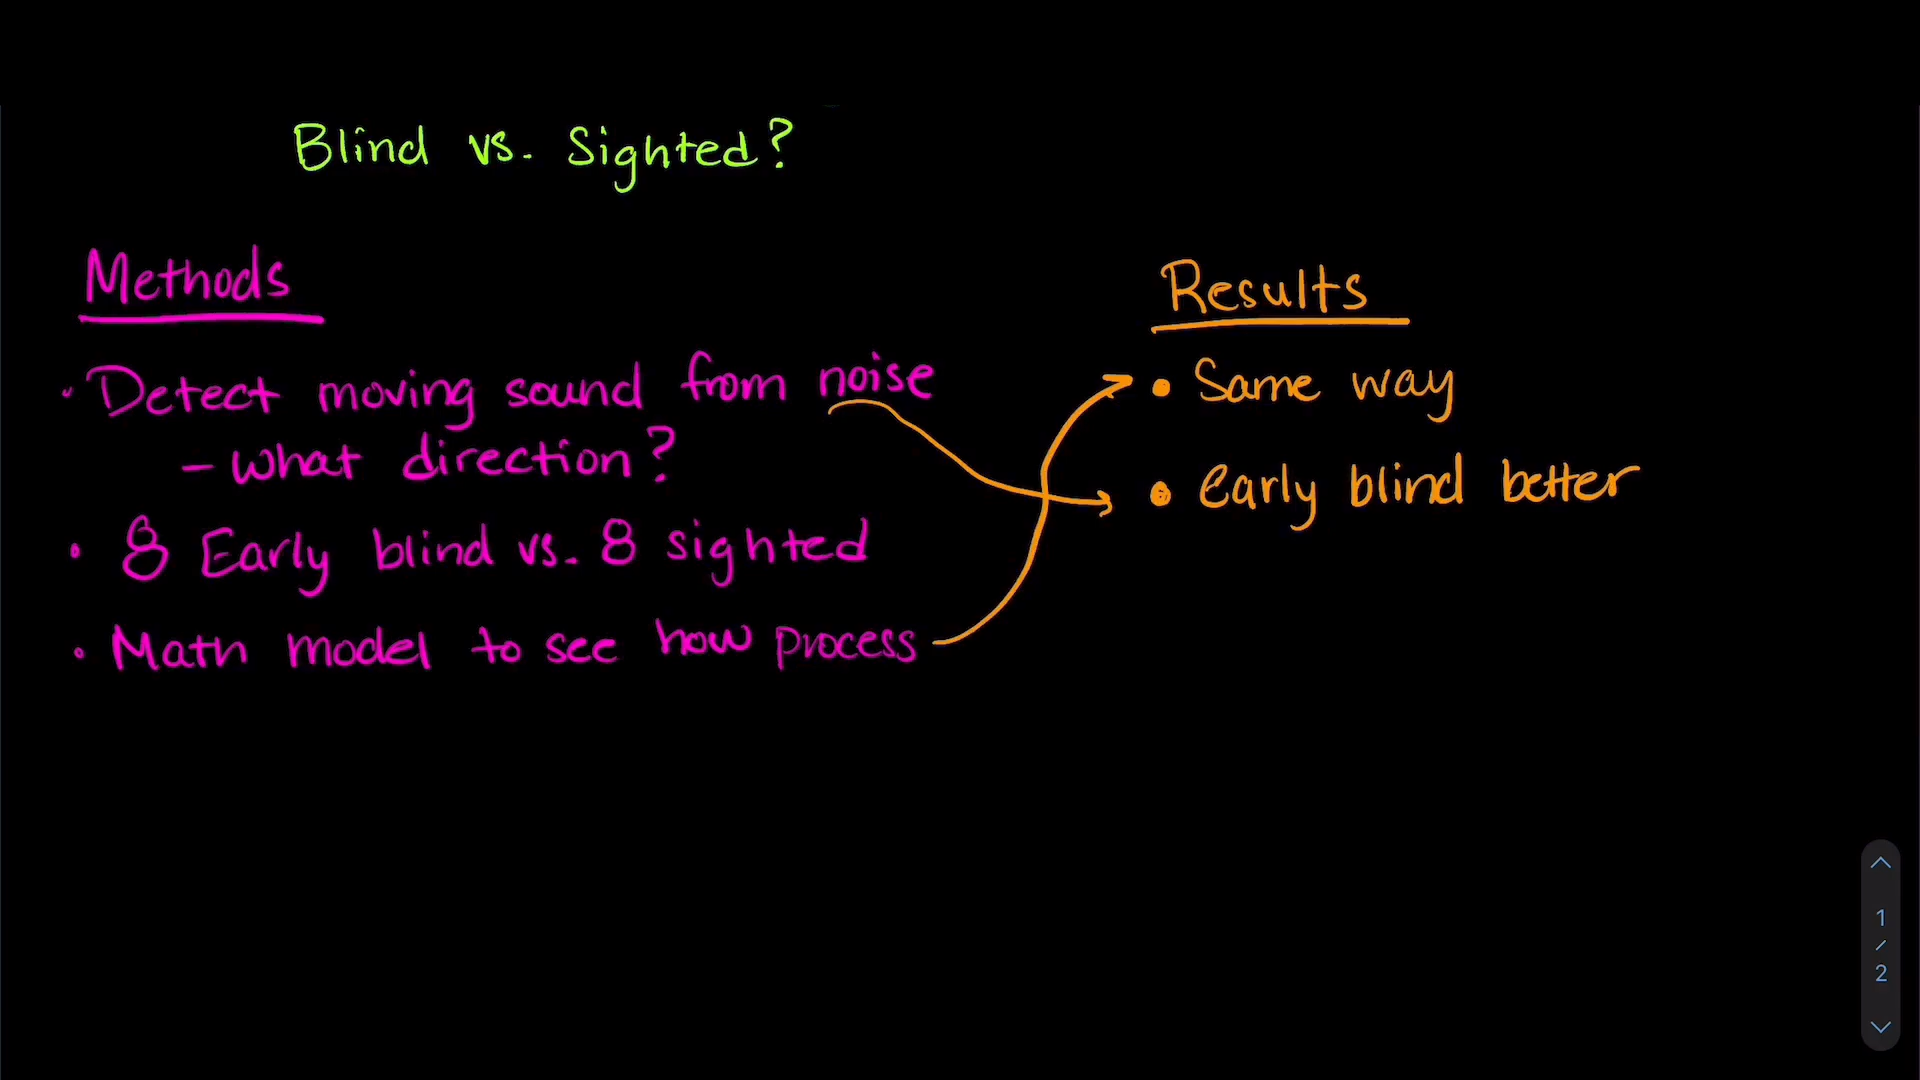 Blind vs. Sighted?
Methods
• Detect moving sound from noise
- what direction?
• 8 Early blind vs. 8 sighted
• Math model to see how process
Results
• Same way
• Early blind better
1
/
2